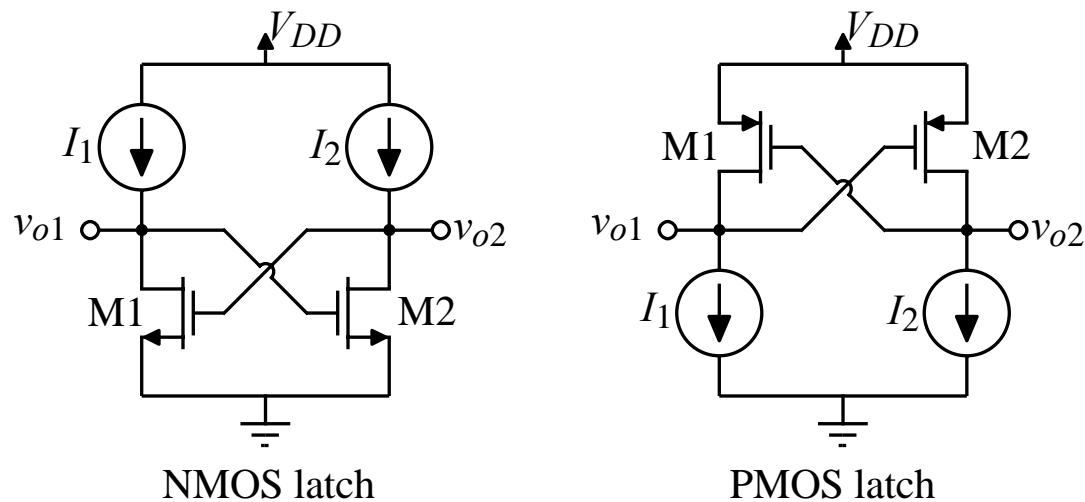 VDD VDD
I1 I2 M1 M2
vo1 vo2 vo1 vo2
M1 M2 I1 I2
NMOS latch PMOS latch